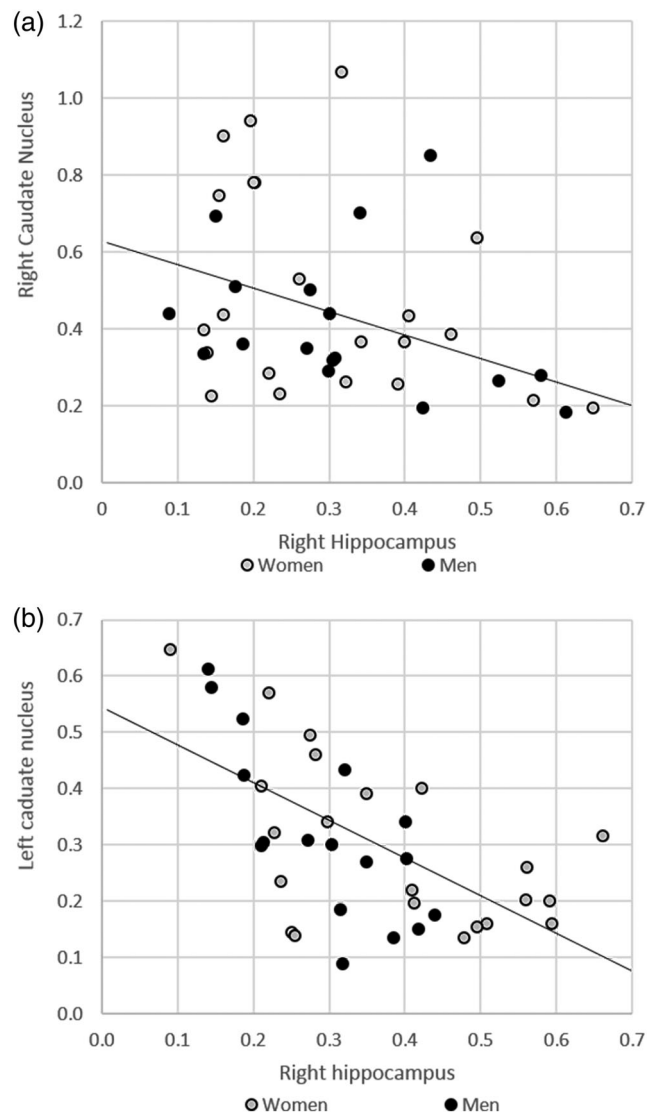 (a)
1.2
1.0
0.8
0.6
0.4
0.2
0.0
Right Caudate Nucleus
0 0.1 0.2 0.3 0.4 0.5 0.6 0.7
Right Hippocampus
Women Men
(b)
0.7
0.6
0.5
0.4
0.3
0.2
0.1
0.0
Left caduate nucleus
0.0 0.1 0.2 0.3 0.4 0.5 0.6 0.7
Right hippocampus
Women Men